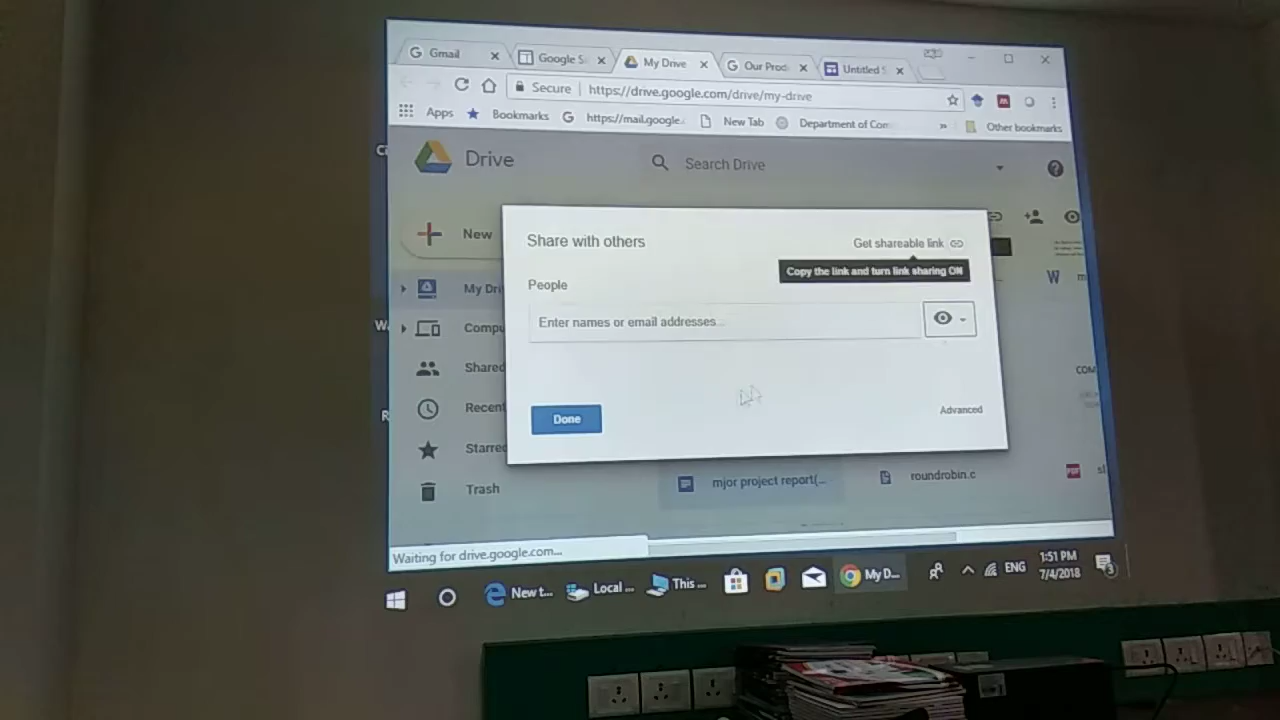 Gmail
Google S
My Drive
Our Prod
Untitled S
Secure
https://drive.google.com/drive/my-drive
Apps
Bookmarks
https://mail.google.
New Tab
Department of Com
»
Other bookmarks
Drive
Search Drive
New
Share with others
Get shareable link
Copy the link and turn link sharing ON
People
My Dri
Enter names or email addresses...
Compu
Shared
Recent
Done
Advanced
COM
Starred
mjor project report(...
roundrobin.c
Trash
Waiting for drive.google.com...
New t...
Local ...
This ...
My D...
ENG
1:51 PM
7/4/2018
3